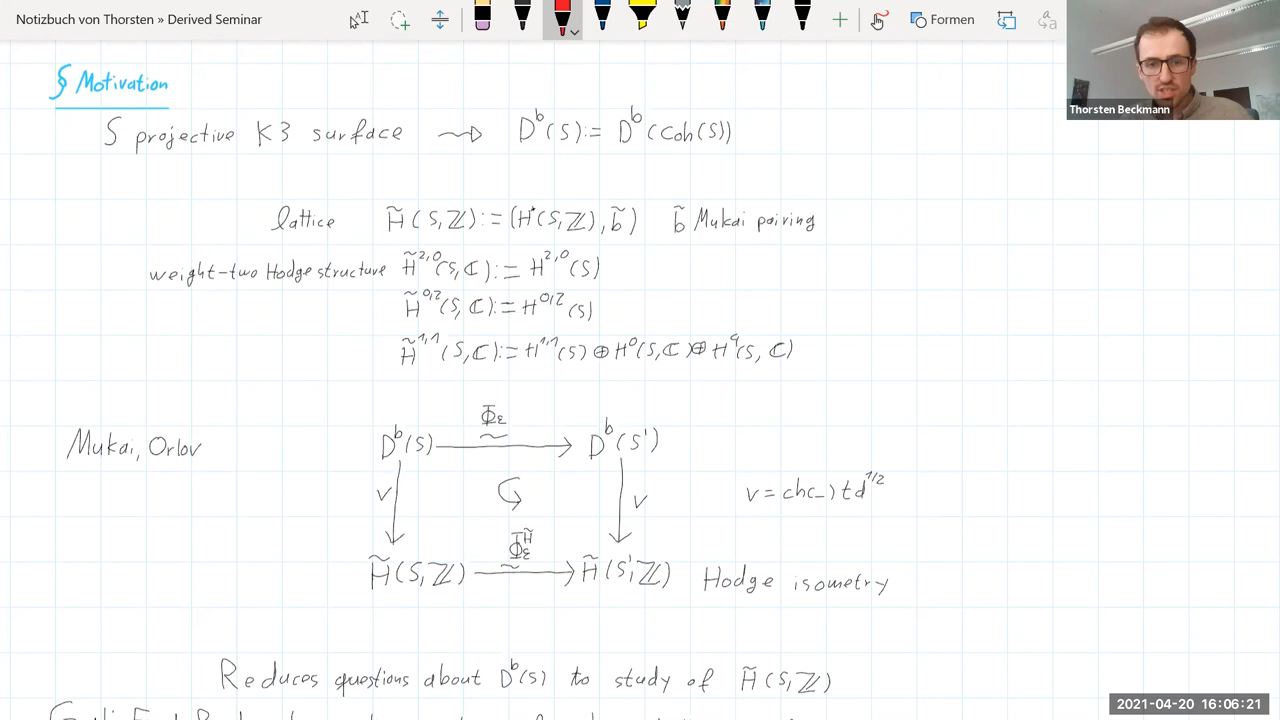 Notizbuch von Thorsten » Derived Seminar
Formen
Thorsten Beckmann
§ Motivation
S projective K3 surface ⇝ D^b(S) := D^b(Coh(S))
lattice H̃(S,ℤ) := (H*(S,ℤ), b̃) b̃ Mukai pairing
weight-two Hodge structure H̃^{2,0}(S,ℂ) := H^{2,0}(S)
H̃^{0,2}(S,ℂ) := H^{0,2}(S)
H̃^{1,1}(S,ℂ) := H^{1,1}(S) ⊕ H^0(S,ℂ) ⊕ H^4(S,ℂ)
Φ_ε
Mukai, Orlov D^b(S) ⥲ D^b(S')
v v v = ch(_) td^{1/2}
Φ_ε^H̃
H̃(S,ℤ) ⥲ H̃(S',ℤ) Hodge isometry
Reduces questions about D^b(S) to study of H̃(S,ℤ)
2021-04-20 16:06:21